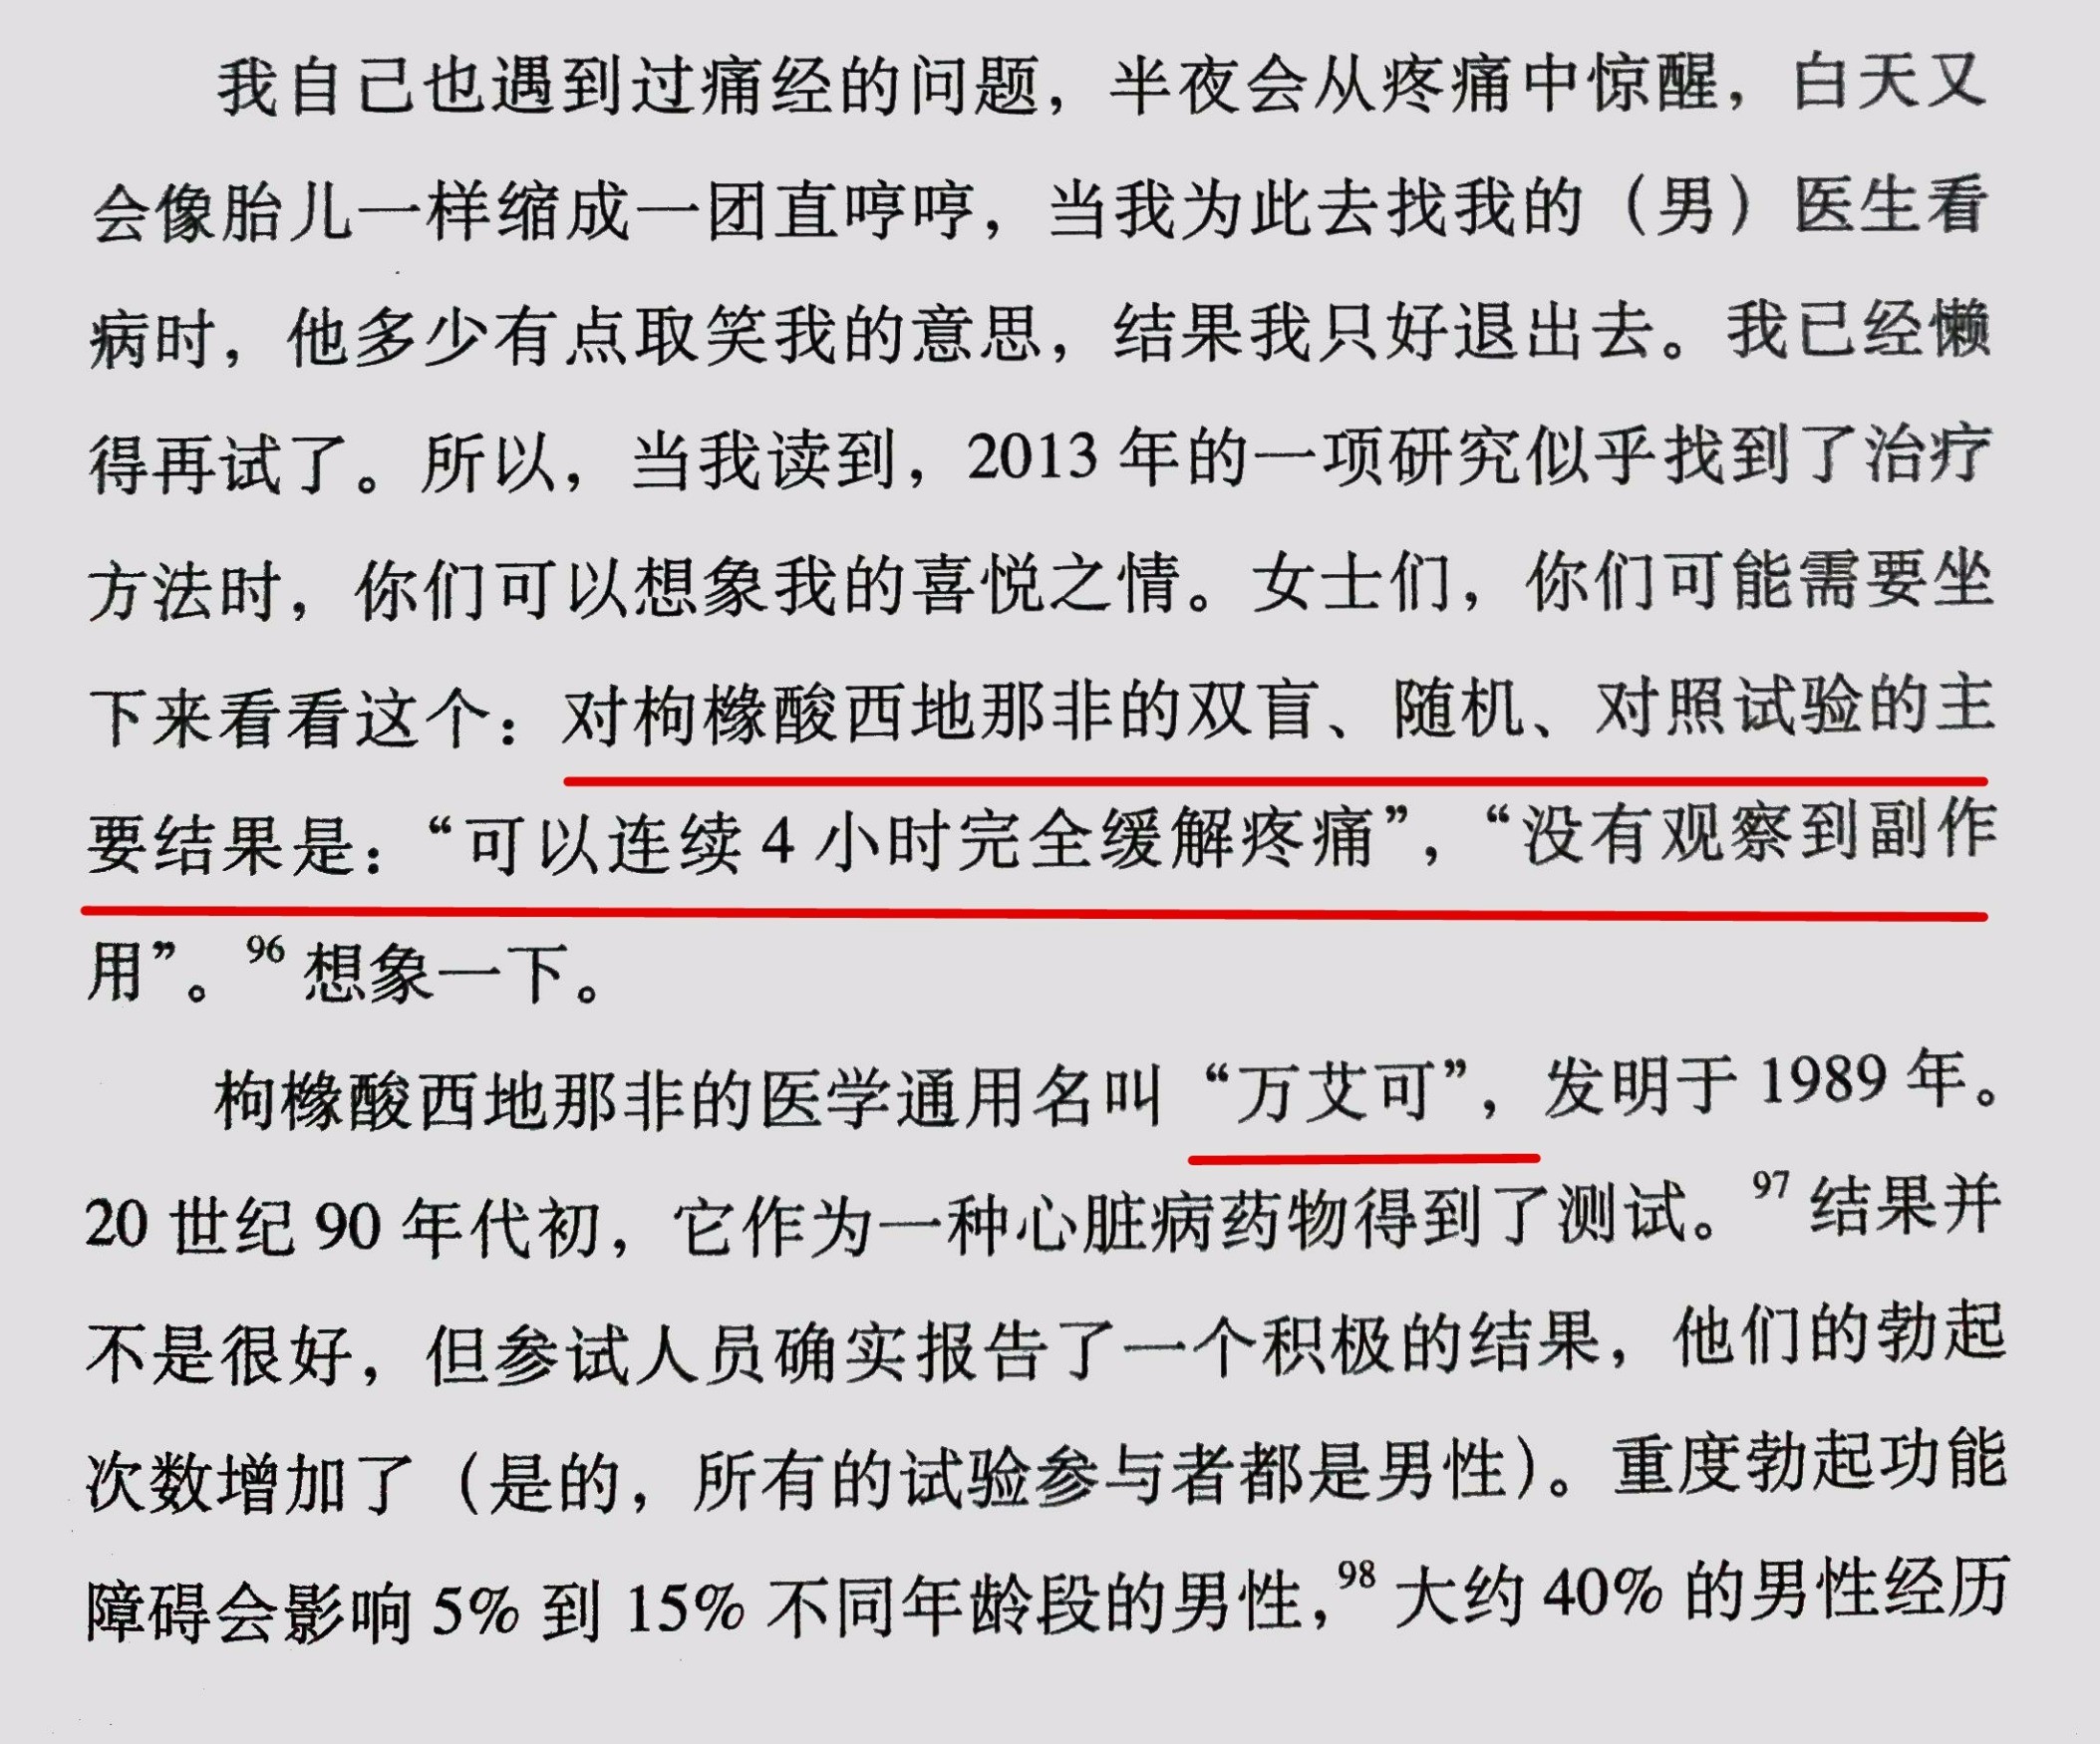 我自己也遇到过痛经的问题，半夜会从疼痛中惊醒，白天又
会像胎儿一样缩成一团直哼哼，当我为此去找我的（男）医生看
病时，他多少有点取笑我的意思，结果我只好退出去。我已经懒
得再试了。所以，当我读到，2013 年的一项研究似乎找到了治疗
方法时，你们可以想象我的喜悦之情。女士们，你们可能需要坐
下来看看这个：对枸橼酸西地那非的双盲、随机、对照试验的主
要结果是：“可以连续 4 小时完全缓解疼痛”，“没有观察到副作
用”。96 想象一下。
枸橼酸西地那非的医学通用名叫“万艾可”，发明于 1989 年。
20 世纪 90 年代初，它作为一种心脏病药物得到了测试。97 结果并
不是很好，但参试人员确实报告了一个积极的结果，他们的勃起
次数增加了（是的，所有的试验参与者都是男性）。重度勃起功能
障碍会影响 5% 到 15% 不同年龄段的男性，98 大约 40% 的男性经历